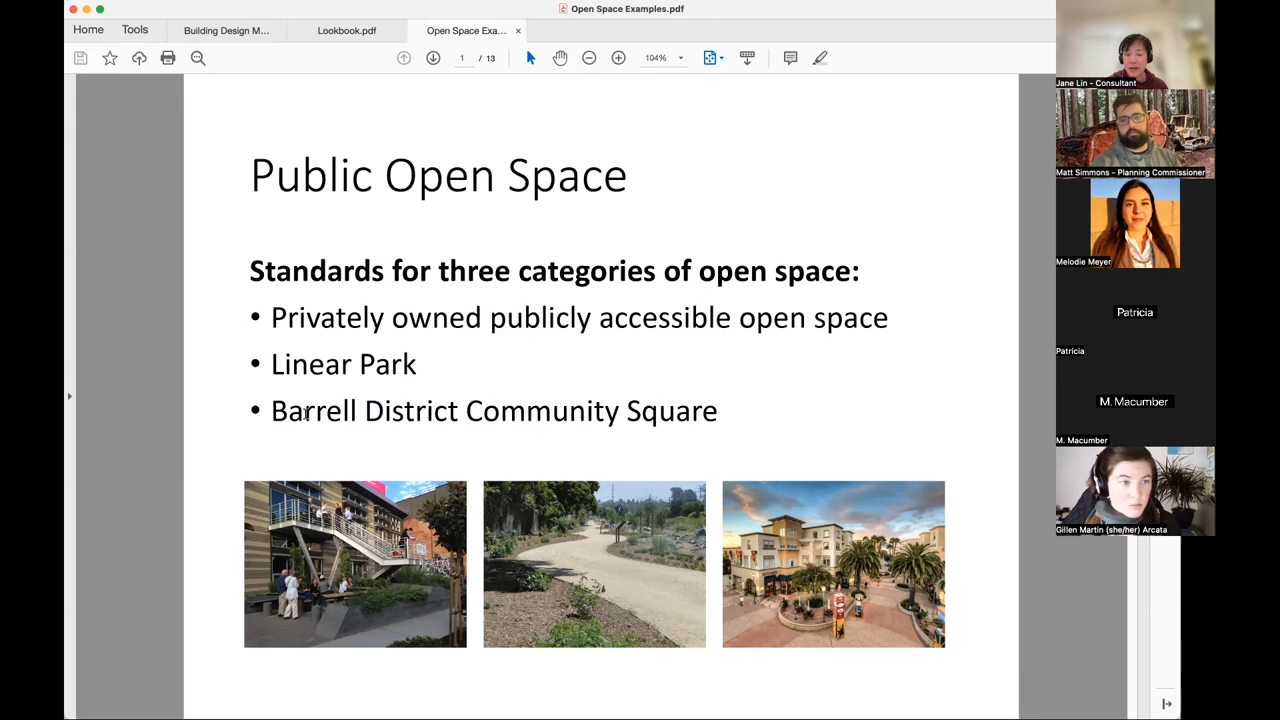 Open Space Examples.pdf
Home
Tools
Building Design M...
Lookbook.pdf
Open Space Exa...
×
1 / 13
104%
Public Open Space
Standards for three categories of open space:
• Privately owned publicly accessible open space
• Linear Park
• Barrell District Community Square
Jane Lin - Consultant
Matt Simmons - Planning Commissioner
Melodie Meyer
Patricia
Patricia
M. Macumber
M. Macumber
Gillen Martin (she/her) Arcata